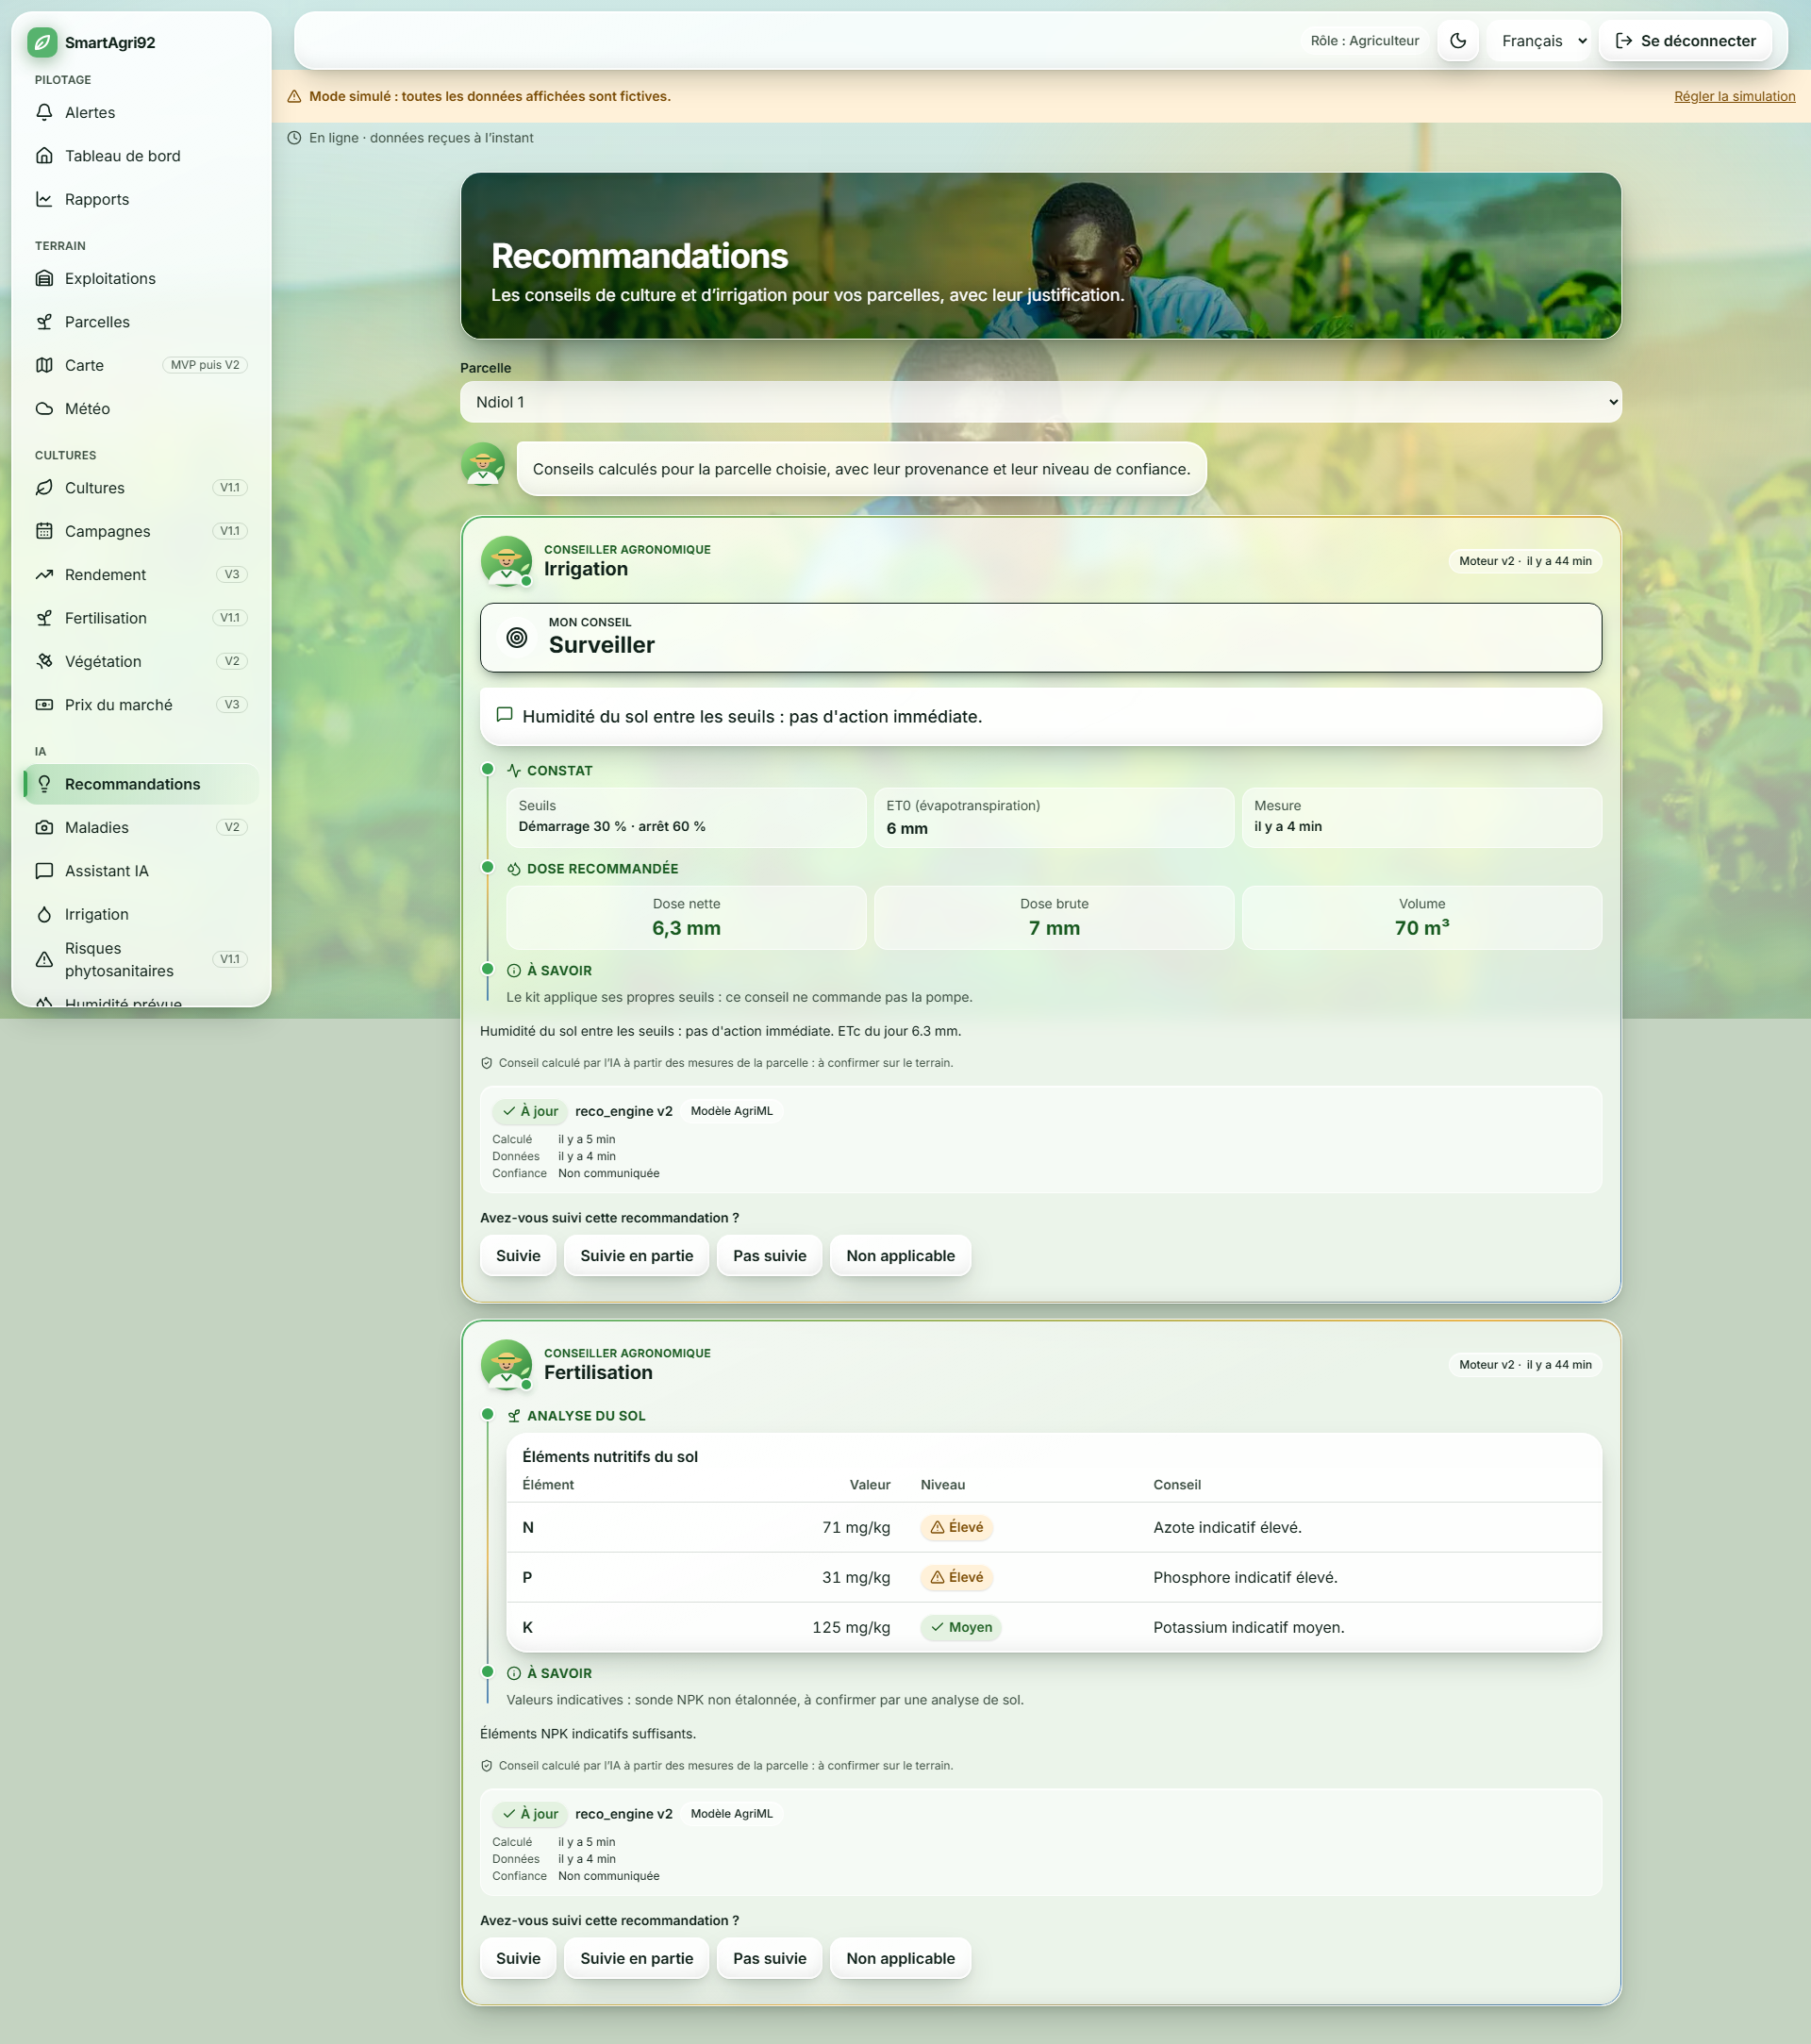 SmartAgri92
PILOTAGE
Alertes
Tableau de bord
Rapports
TERRAIN
Exploitations
Parcelles
Carte MVP puis V2
Météo
CULTURES
Cultures V1.1
Campagnes V1.1
Rendement V3
Fertilisation V1.1
Végétation V2
Prix du marché V3
IA
Recommandations
Maladies V2
Assistant IA
Irrigation
Risques
phytosanitaires V1.1
Humidité prévue
Rôle : Agriculteur Français Se déconnecter
Mode simulé : toutes les données affichées sont fictives. Régler la simulation
En ligne · données reçues à l’instant
Recommandations
Les conseils de culture et d’irrigation pour vos parcelles, avec leur justification.
Parcelle
Ndiol 1
Conseils calculés pour la parcelle choisie, avec leur provenance et leur niveau de confiance.
CONSEILLER AGRONOMIQUE
Irrigation
Moteur v2 · il y a 44 min
MON CONSEIL
Surveiller
Humidité du sol entre les seuils : pas d'action immédiate.
CONSTAT
Seuils ET0 (évapotranspiration) Mesure
Démarrage 30 % · arrêt 60 % 6 mm il y a 4 min
DOSE RECOMMANDÉE
Dose nette Dose brute Volume
6,3 mm 7 mm 70 m³
À SAVOIR
Le kit applique ses propres seuils : ce conseil ne commande pas la pompe.
Humidité du sol entre les seuils : pas d'action immédiate. ETc du jour 6.3 mm.
Conseil calculé par l’IA à partir des mesures de la parcelle : à confirmer sur le terrain.
À jour reco_engine v2 Modèle AgriML
Calculé il y a 5 min
Données il y a 4 min
Confiance Non communiquée
Avez-vous suivi cette recommandation ?
Suivie Suivie en partie Pas suivie Non applicable
CONSEILLER AGRONOMIQUE
Fertilisation
Moteur v2 · il y a 44 min
ANALYSE DU SOL
Éléments nutritifs du sol
Élément Valeur Niveau Conseil
N 71 mg/kg Élevé Azote indicatif élevé.
P 31 mg/kg Élevé Phosphore indicatif élevé.
K 125 mg/kg Moyen Potassium indicatif moyen.
À SAVOIR
Valeurs indicatives : sonde NPK non étalonnée, à confirmer par une analyse de sol.
Éléments NPK indicatifs suffisants.
Conseil calculé par l’IA à partir des mesures de la parcelle : à confirmer sur le terrain.
À jour reco_engine v2 Modèle AgriML
Calculé il y a 5 min
Données il y a 4 min
Confiance Non communiquée
Avez-vous suivi cette recommandation ?
Suivie Suivie en partie Pas suivie Non applicable